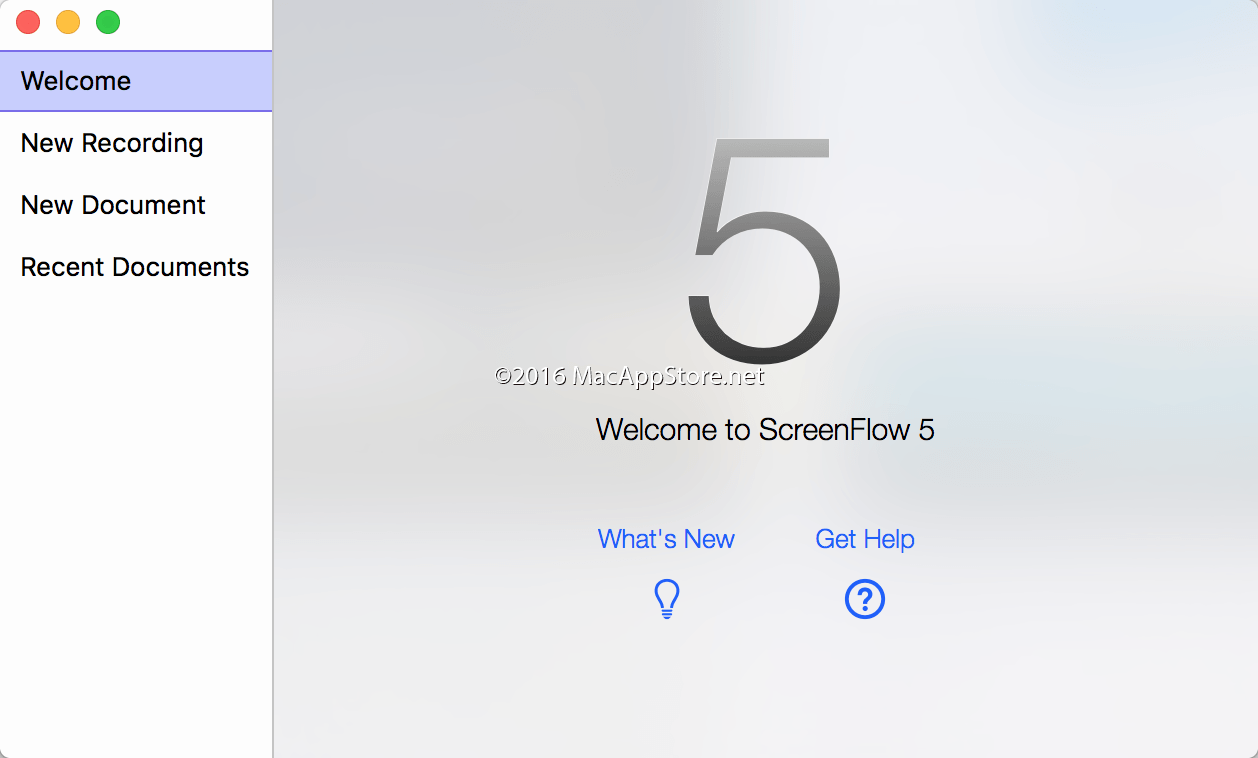 Welcome
New Recording
New Document
Recent Documents
5
©2016 MacAppStore.net
Welcome to ScreenFlow 5
What's New
Get Help
?